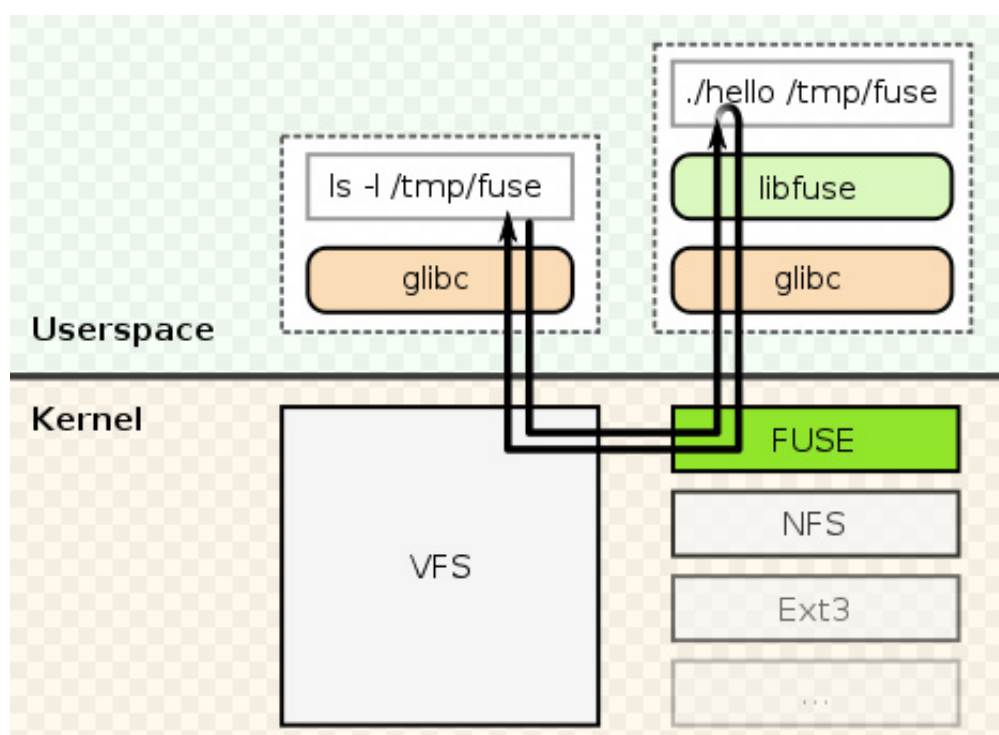 ./hello /tmp/fuse
ls -l /tmp/fuse
libfuse
glibc
glibc
Userspace
Kernel
FUSE
NFS
VFS
Ext3
...